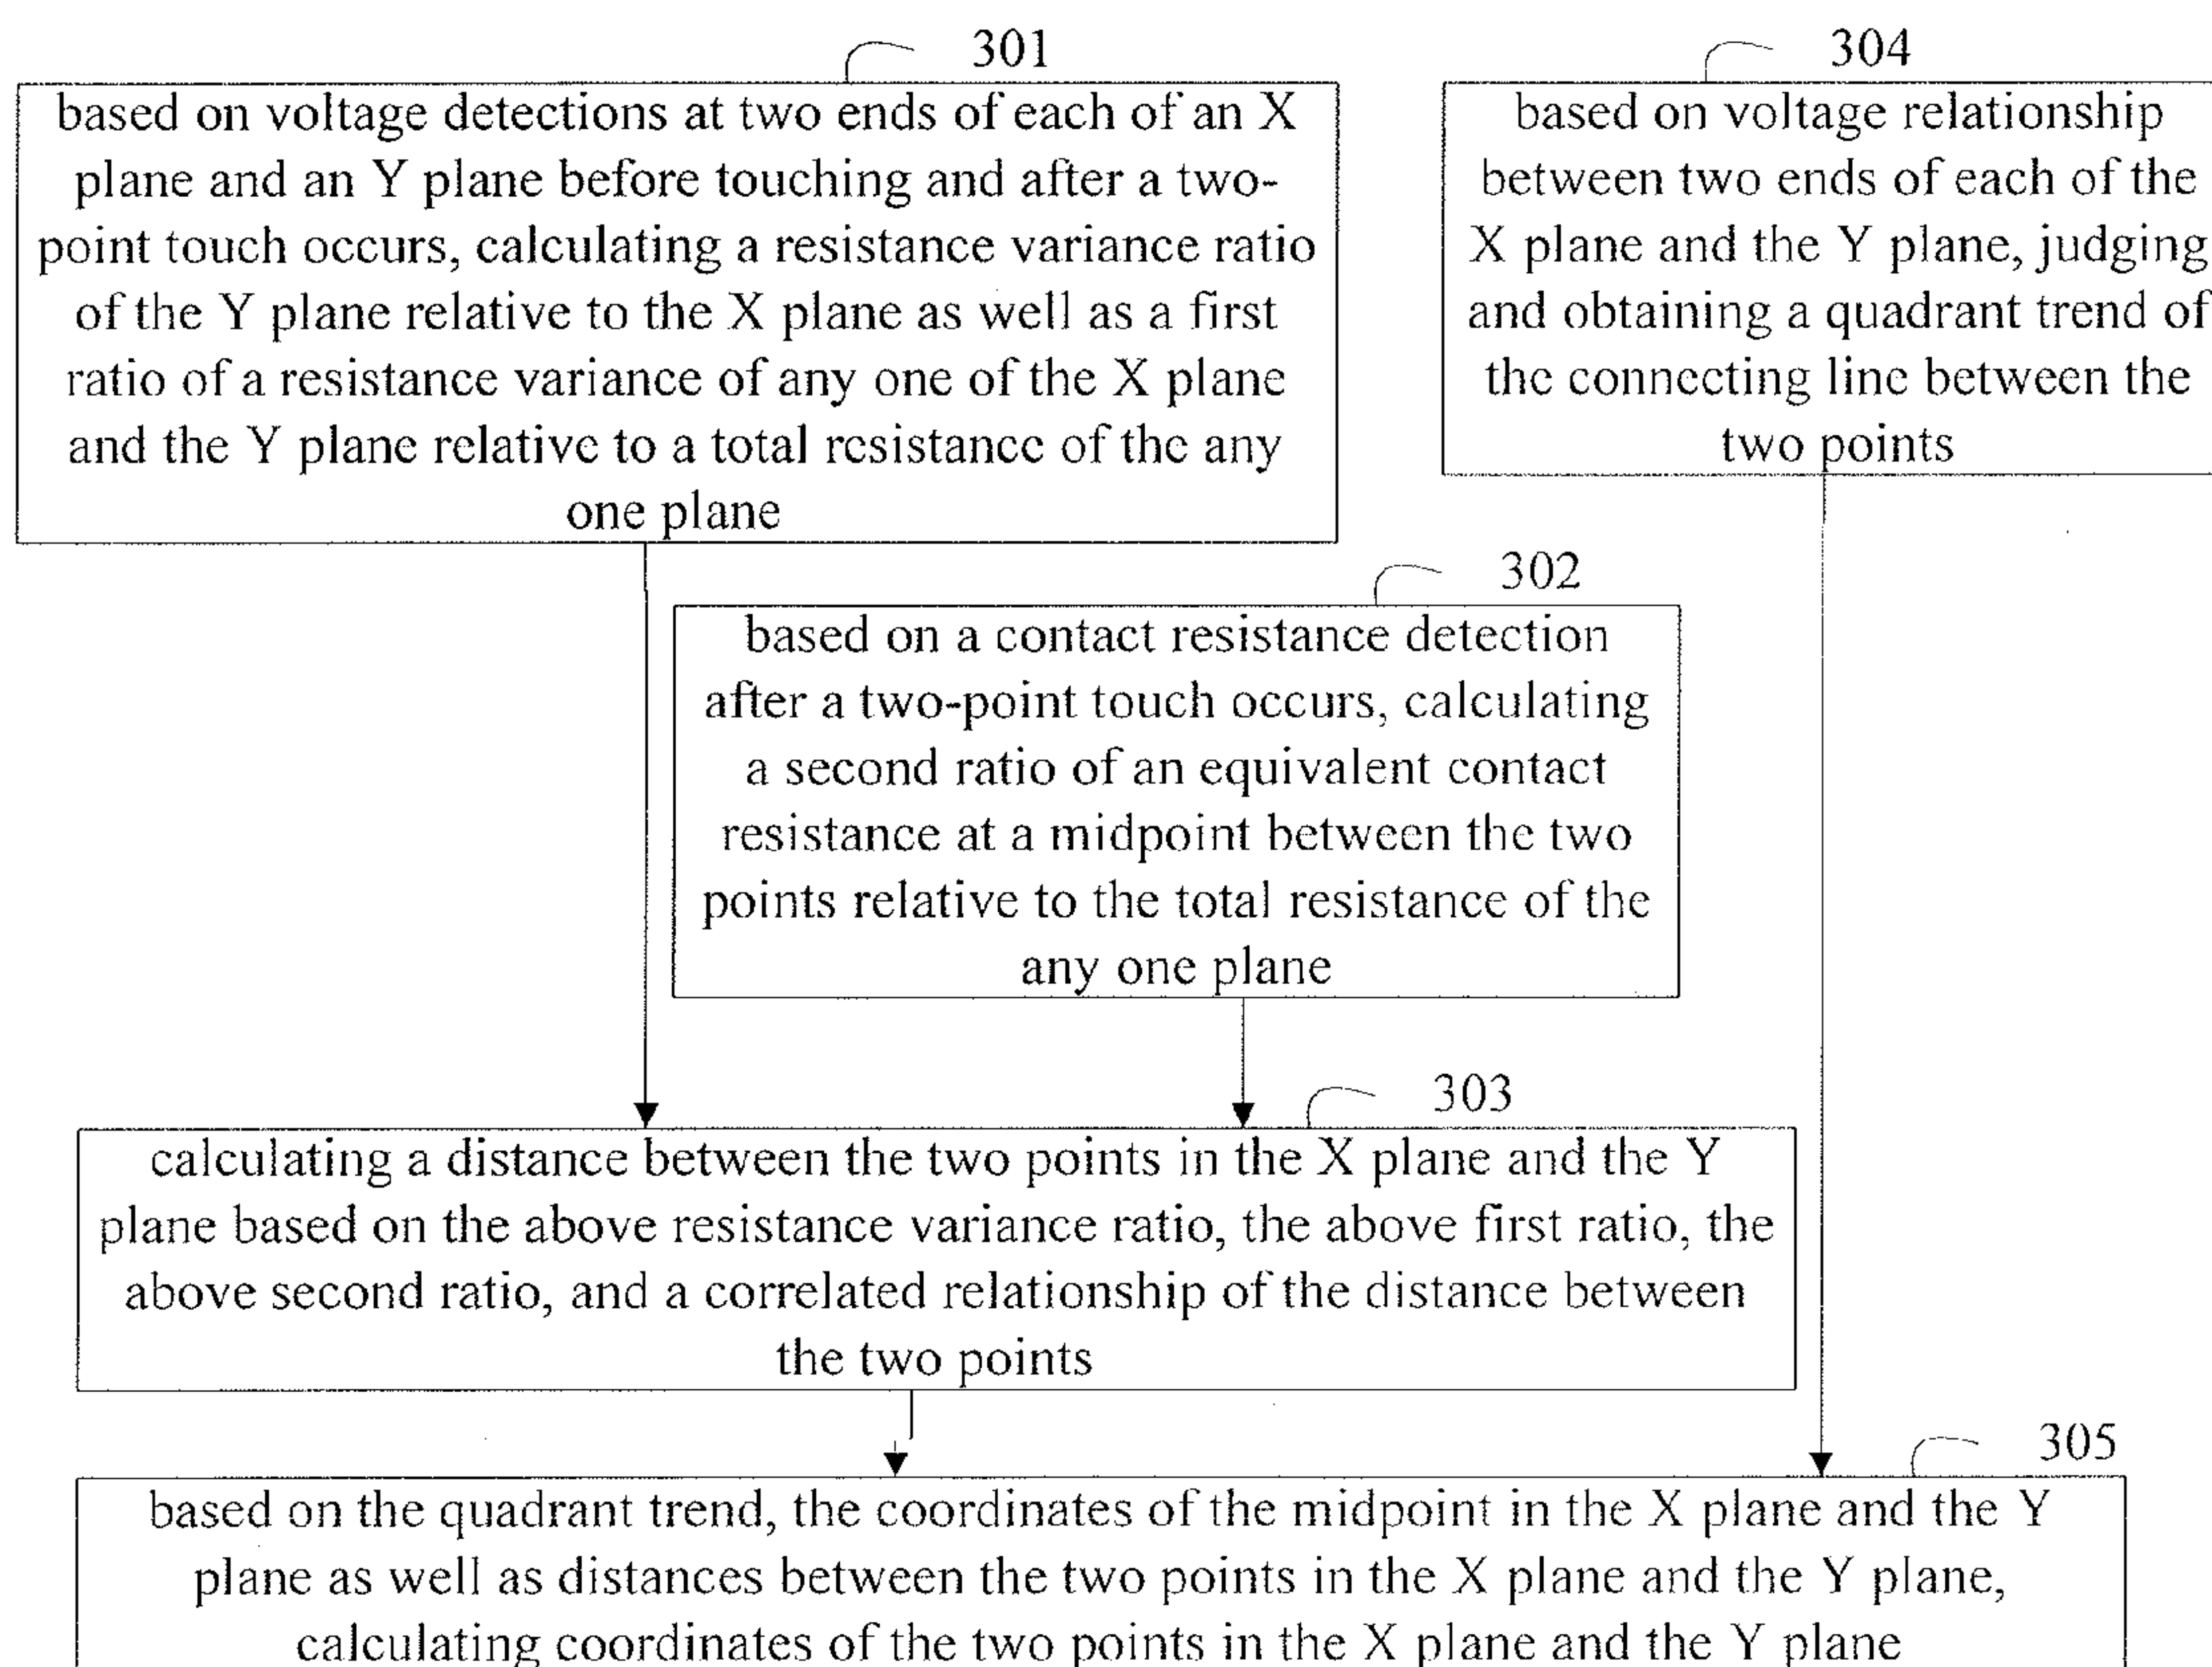 301
based on voltage detections at two ends of each of an X
plane and an Y plane before touching and after a two-
point touch occurs, calculating a resistance variance ratio
of the Y plane relative to the X plane as well as a first
ratio of a resistance variance of any one of the X plane
and the Y plane relative to a total resistance of the any
one plane
304
based on voltage relationship
between two ends of each of the
X plane and the Y plane, judging
and obtaining a quadrant trend of
the connecting line between the
two points
302
based on a contact resistance detection
after a two-point touch occurs, calculating
a second ratio of an equivalent contact
resistance at a midpoint between the two
points relative to the total resistance of the
any one plane
303
calculating a distance between the two points in the X plane and the Y
plane based on the above resistance variance ratio, the above first ratio, the
above second ratio, and a correlated relationship of the distance between
the two points
305
based on the quadrant trend, the coordinates of the midpoint in the X plane and the Y
plane as well as distances between the two points in the X plane and the Y plane,
calculating coordinates of the two points in the X plane and the Y plane